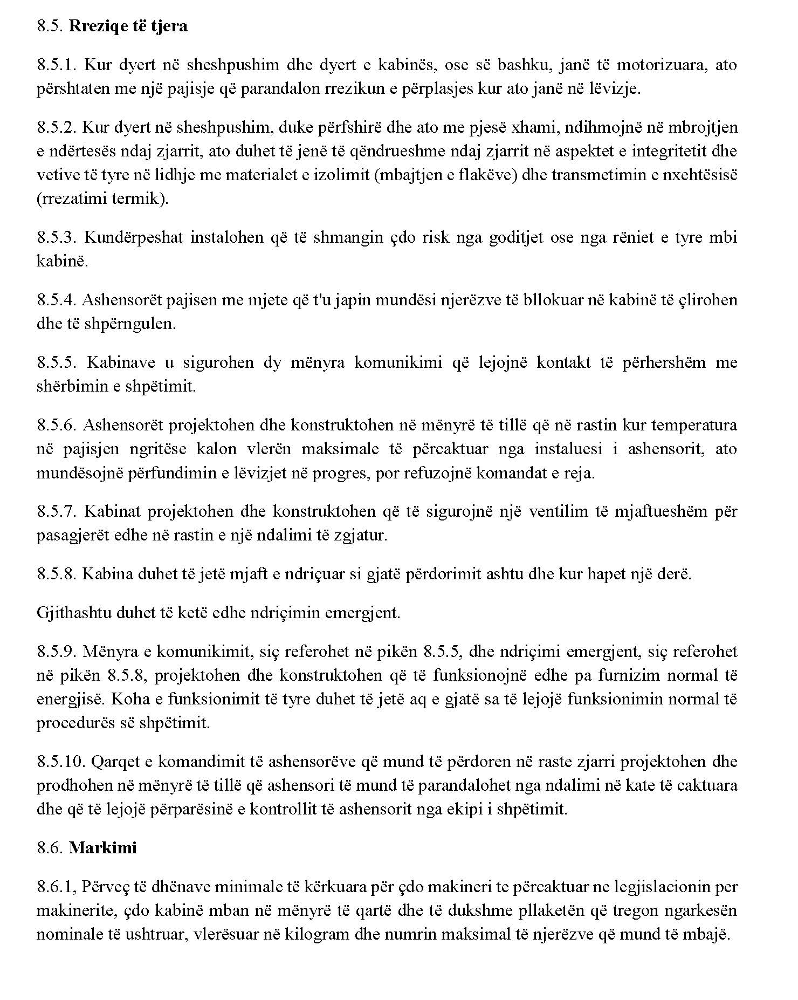 8.5. Rreziqe të tjera
8.5.1. Kur dyert në sheshpushim dhe dyert e kabinës, ose së bashku, janë të motorizuara, ato
përshtaten me një pajisje që parandalon rrezikun e përplasjes kur ato janë në lëvizje.
8.5.2. Kur dyert në sheshpushim, duke përfshirë dhe ato me pjesë xhami, ndihmojnë në mbrojtjen
e ndërtesës ndaj zjarrit, ato duhet të jenë të qëndrueshme ndaj zjarrit në aspektet e integritetit dhe
vetive të tyre në lidhje me materialet e izolimit (mbajtjen e flakëve) dhe transmetimin e nxehtësisë
(rrezatimi termik).
8.5.3. Kundërpeshat instalohen që të shmangin çdo risk nga goditjet ose nga rëniet e tyre mbi
kabinë.
8.5.4. Ashensorët pajisen me mjete që t'u japin mundësi njerëzve të bllokuar në kabinë të çlirohen
dhe të shpërngulen.
8.5.5. Kabinave u sigurohen dy mënyra komunikimi që lejojnë kontakt të përhershëm me
shërbimin e shpëtimit.
8.5.6. Ashensorët projektohen dhe konstruktohen në mënyrë të tillë që në rastin kur temperatura
në pajisjen ngritëse kalon vlerën maksimale të përcaktuar nga instaluesi i ashensorit, ato
mundësojnë përfundimin e lëvizjet në progres, por refuzojnë komandat e reja.
8.5.7. Kabinat projektohen dhe konstruktohen që të sigurojnë një ventilim të mjaftueshëm për
pasagjerët edhe në rastin e një ndalimi të zgjatur.
8.5.8. Kabina duhet të jetë mjaft e ndriçuar si gjatë përdorimit ashtu dhe kur hapet një derë.
Gjithashtu duhet të ketë edhe ndriçimin emergjent.
8.5.9. Mënyra e komunikimit, siç referohet në pikën 8.5.5, dhe ndriçimi emergjent, siç referohet
në pikën 8.5.8, projektohen dhe konstruktohen që të funksionojnë edhe pa furnizim normal të
energjisë. Koha e funksionimit të tyre duhet të jetë aq e gjatë sa të lejojë funksionimin normal të
procedurës së shpëtimit.
8.5.10. Qarqet e komandimit të ashensorëve që mund të përdoren në raste zjarri projektohen dhe
prodhohen në mënyrë të tillë që ashensori të mund të parandalohet nga ndalimi në kate të caktuara
dhe që të lejojë përparësinë e kontrollit të ashensorit nga ekipi i shpëtimit.
8.6. Markimi
8.6.1, Përveç të dhënave minimale të kërkuara për çdo makineri te përcaktuar ne legjislacionin per
makinerite, çdo kabinë mban në mënyrë të qartë dhe të dukshme pllaketën që tregon ngarkesën
nominale të ushtruar, vlerësuar në kilogram dhe numrin maksimal të njerëzve që mund të mbajë.